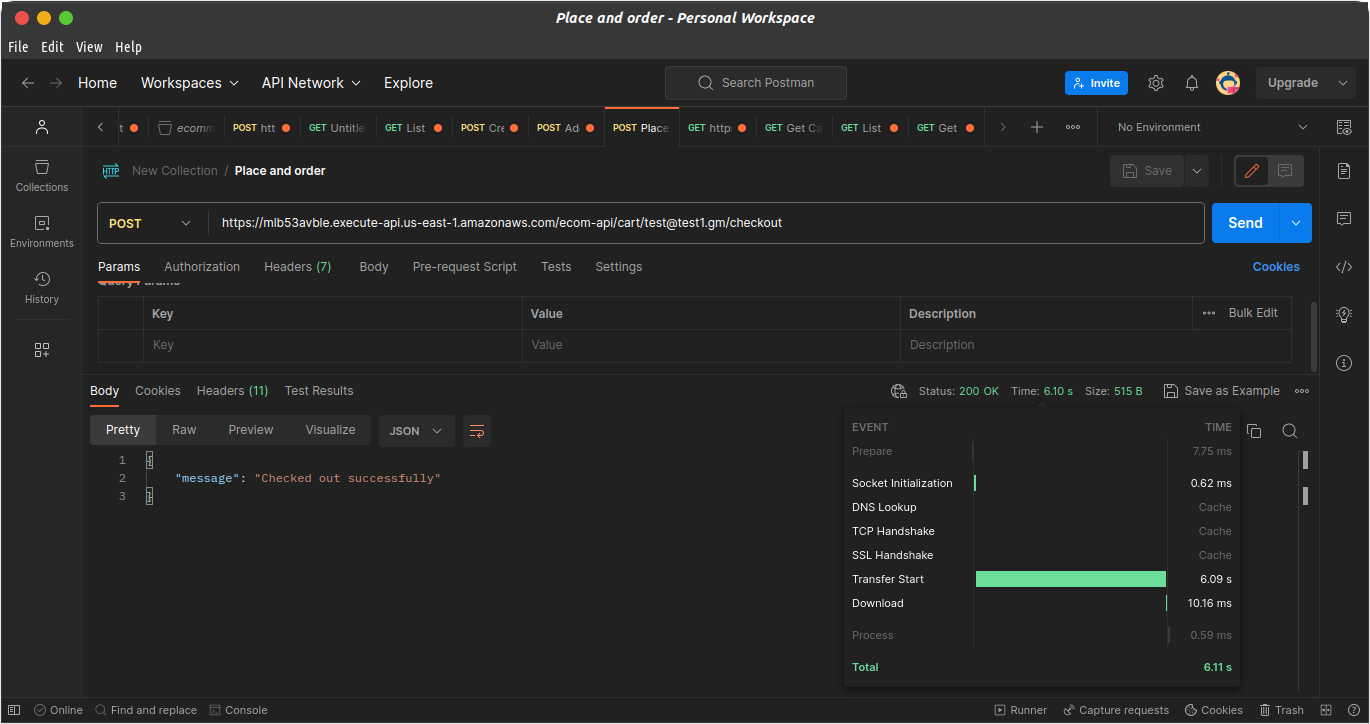 Place and order - Personal Workspace
File Edit View Help
Home Workspaces API Network Explore Search Postman Invite Upgrade
t ecomm POST htt GET Untitle GET List POST Cre POST Ad POST Place GET http GET Get Ca GET List GET Get No Environment
HTTP New Collection / Place and order Save
Collections
POST https://mlb53avble.execute-api.us-east-1.amazonaws.com/ecom-api/cart/test@test1.gm/checkout Send
Environments
Params Authorization Headers (7) Body Pre-request Script Tests Settings Cookies
Query Params
History
Key Value Description Bulk Edit
Key Value Description
Body Cookies Headers (11) Test Results Status: 200 OK Time: 6.10 s Size: 515 B Save as Example
Pretty Raw Preview Visualize JSON
EVENT TIME
Prepare 7.75 ms
Socket Initialization 0.62 ms
DNS Lookup Cache
TCP Handshake Cache
SSL Handshake Cache
Transfer Start 6.09 s
Download 10.16 ms
Process 0.59 ms
Total 6.11 s
1 {
2 "message": "Checked out successfully"
3 }
Online Find and replace Console Runner Capture requests Cookies Trash